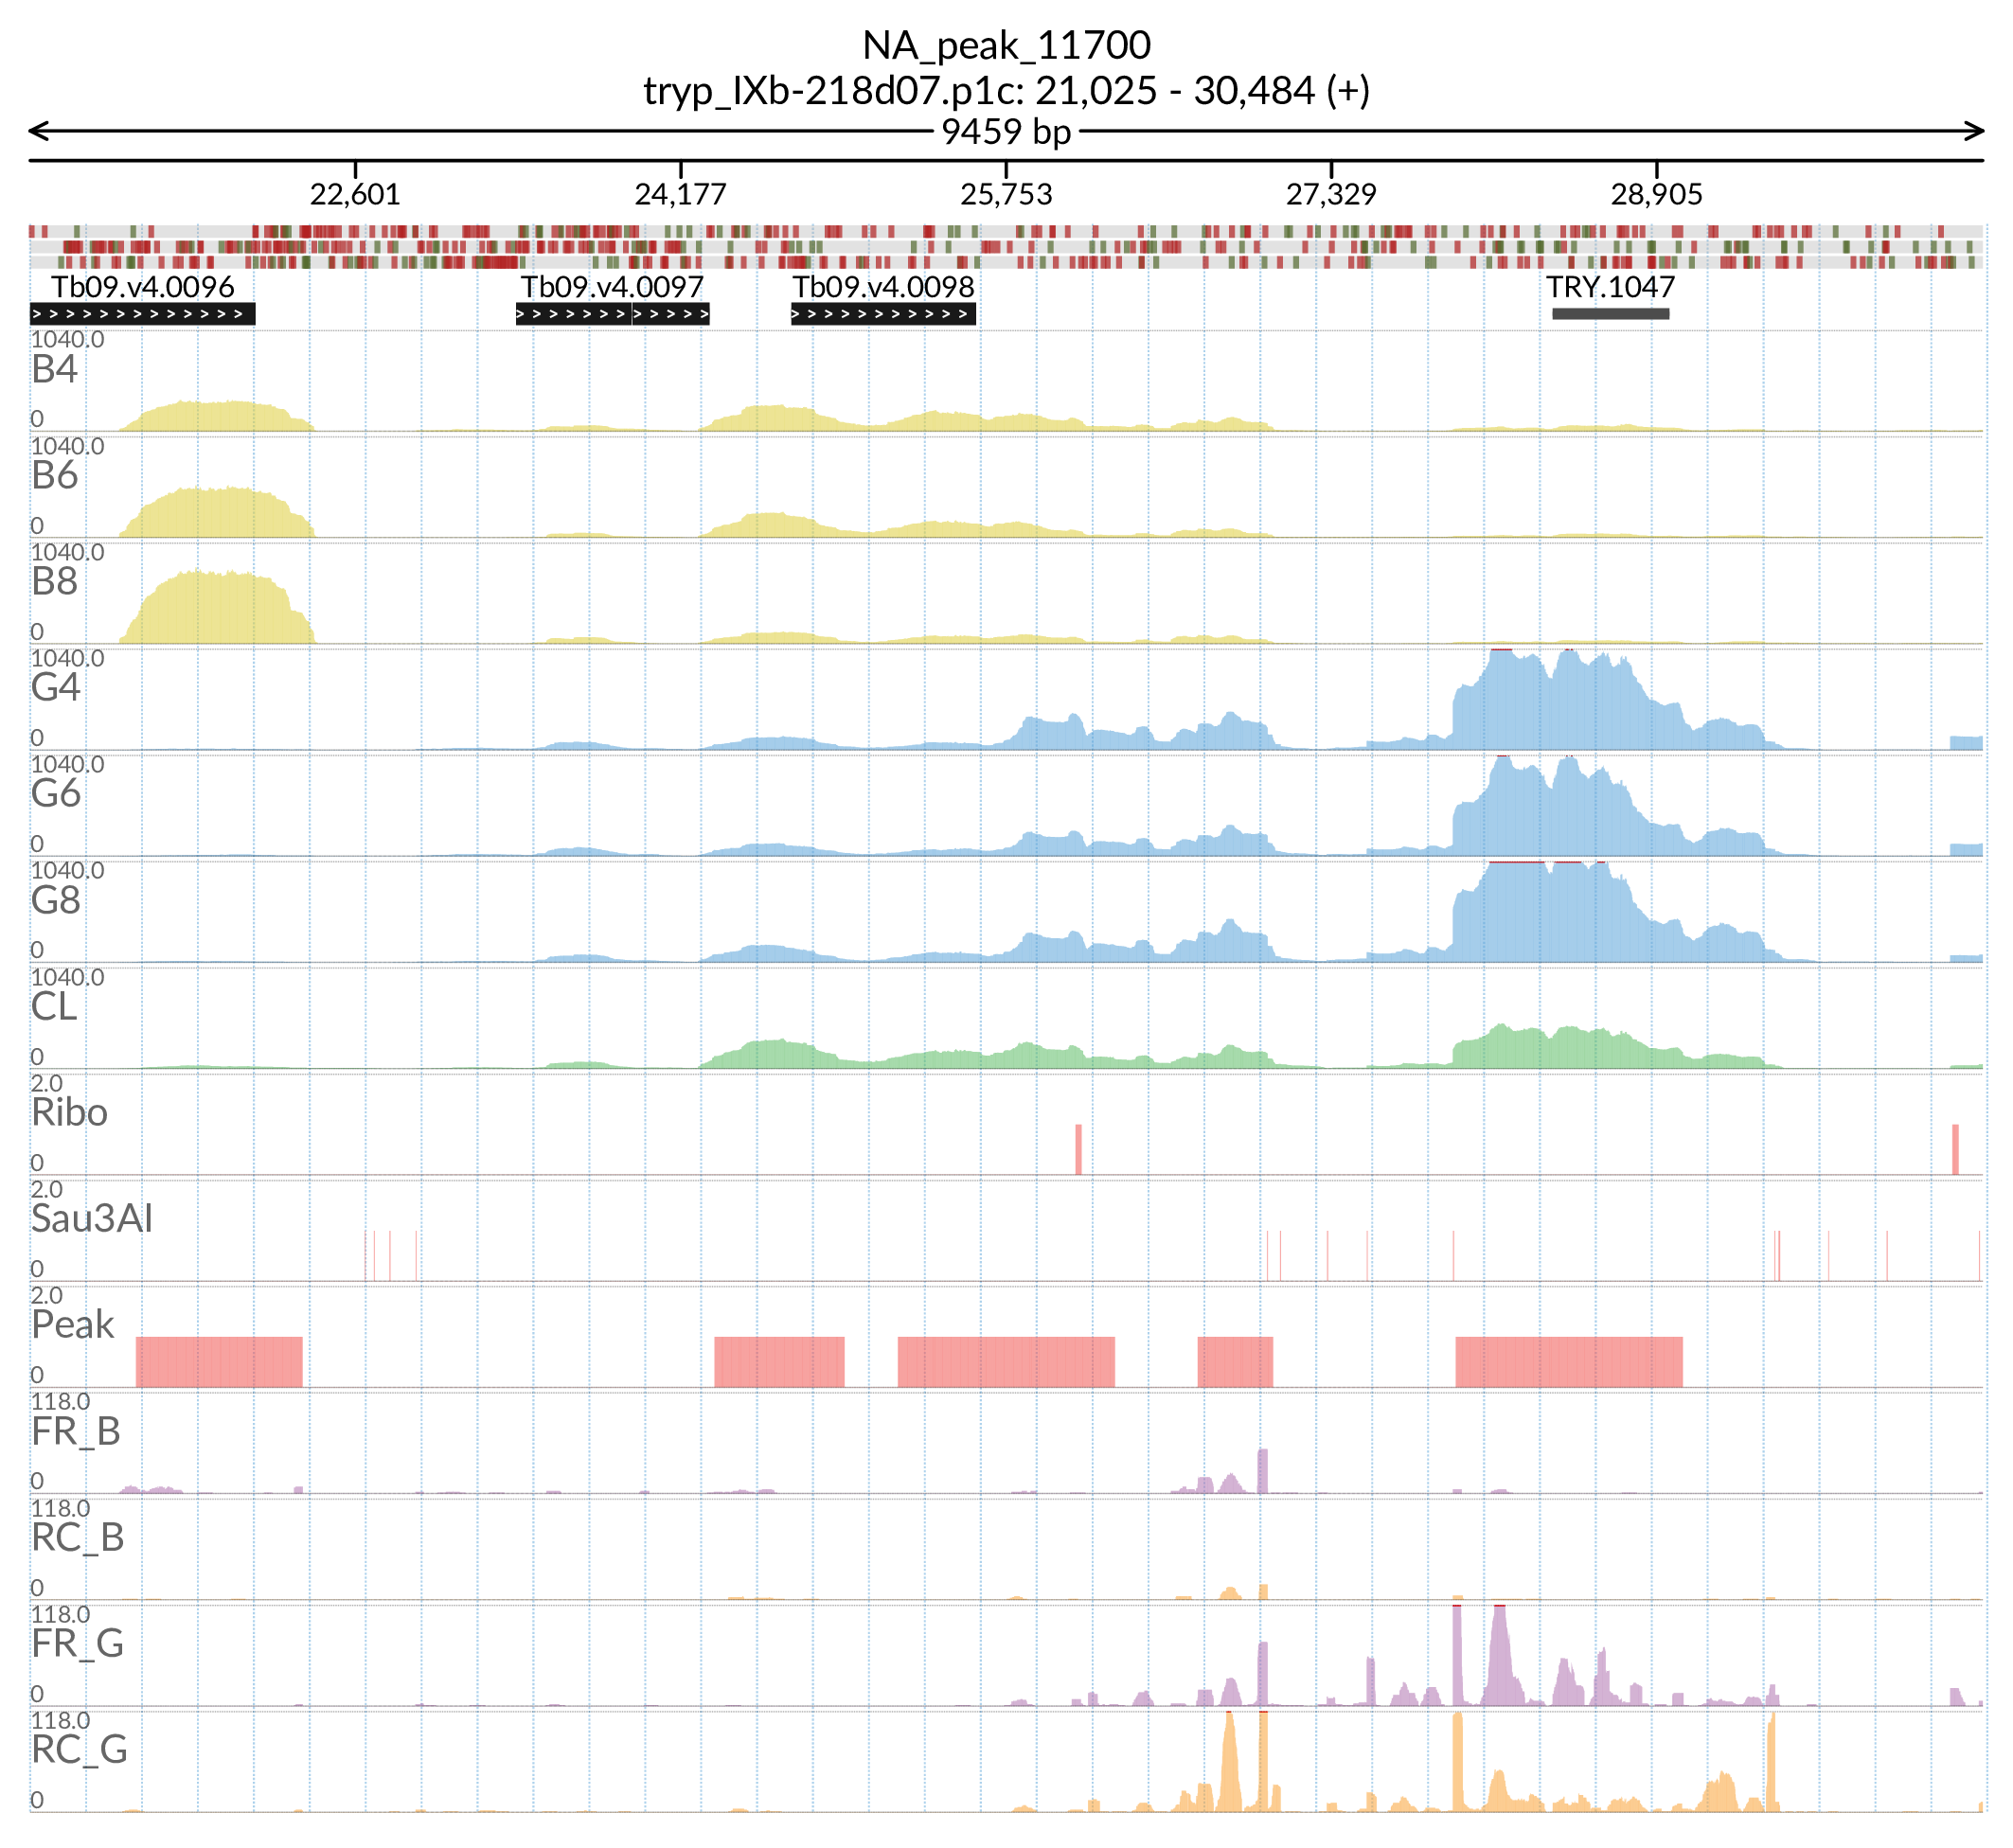 NA_peak_11700
tryp_IXb-218d07.p1c: 21,025 - 30,484 (+)
9459 bp
22,601 24,177 25,753 27,329 28,905
Tb09.v4.0096 Tb09.v4.0097 Tb09.v4.0098 TRY.1047
1040.0
B4
0
1040.0
B6
0
1040.0
B8
0
1040.0
G4
0
1040.0
G6
0
1040.0
G8
0
1040.0
CL
0
2.0
Ribo
0
2.0
Sau3AI
0
2.0
Peak
0
118.0
FR_B
0
118.0
RC_B
0
118.0
FR_G
0
118.0
RC_G
0